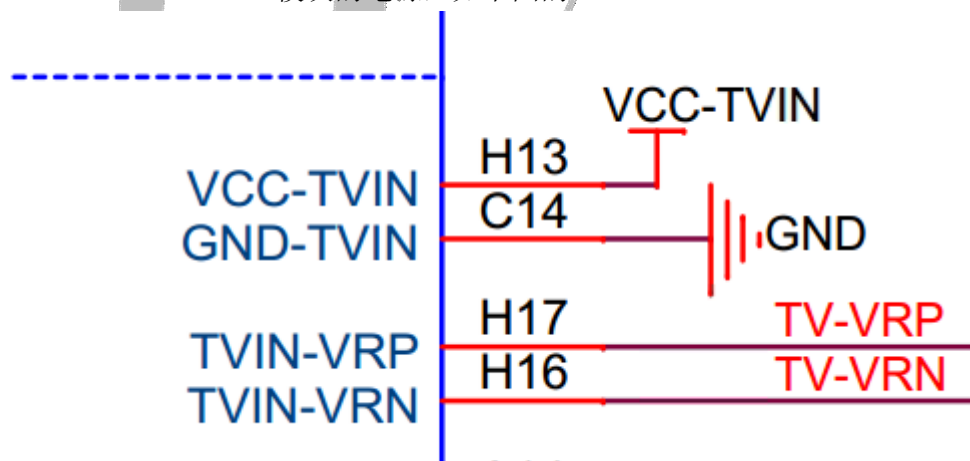 VCC-TVIN
VCC-TVIN H13
GND-TVIN C14 GND
TVIN-VRP H17 TV-VRP
TVIN-VRN H16 TV-VRN